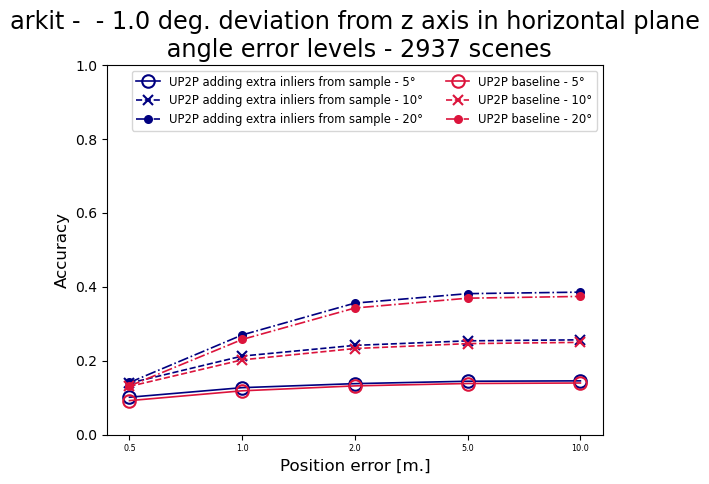 arkit -  - 1.0 deg. deviation from z axis in horizontal plane
angle error levels - 2937 scenes
UP2P adding extra inliers from sample - 5°
UP2P adding extra inliers from sample - 10°
UP2P adding extra inliers from sample - 20°
UP2P baseline - 5°
UP2P baseline - 10°
UP2P baseline - 20°
Accuracy
1.0
0.8
0.6
0.4
0.2
0.0
0.5 1.0 2.0 5.0 10.0
Position error [m.]